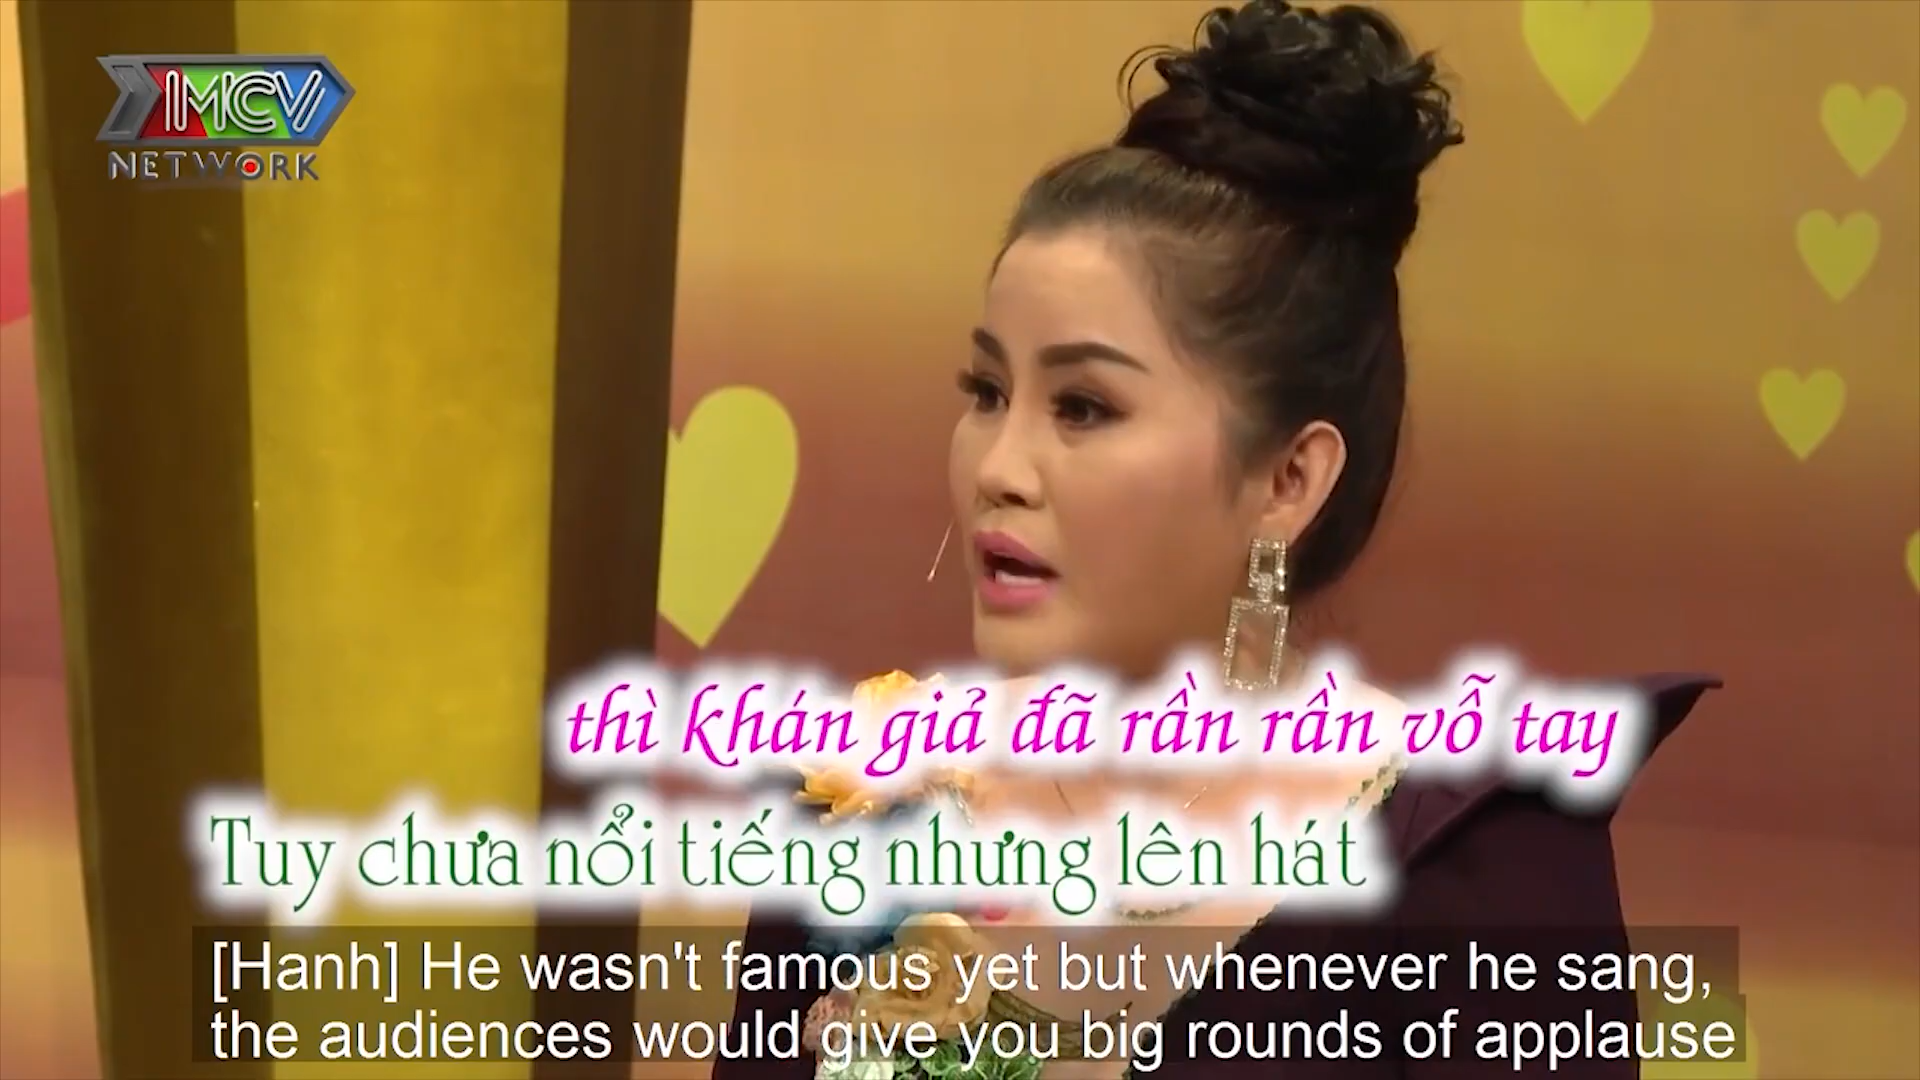 MCV
NETWORK
thì khán giả đã rần rần vỗ tay
Tuy chưa nổi tiếng nhưng lên hát
[Hanh] He wasn't famous yet but whenever he sang,
the audiences would give you big rounds of applause